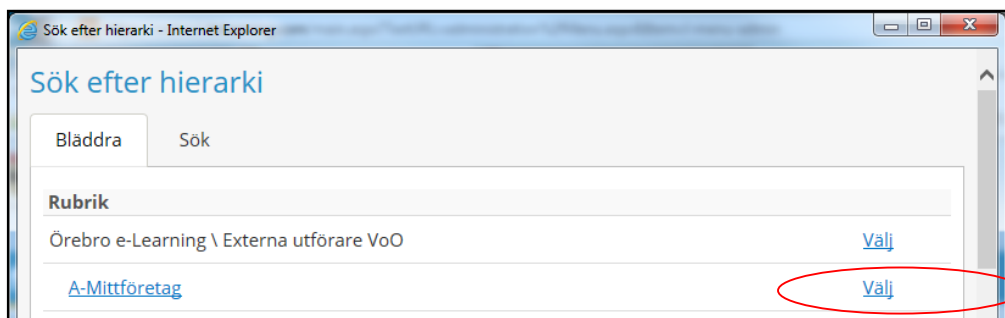 Sök efter hierarki - Internet Explorer
Sök efter hierarki
Bläddra Sök
Rubrik
Örebro e-Learning \ Externa utförare VoO Välj
A-Mittföretag Välj